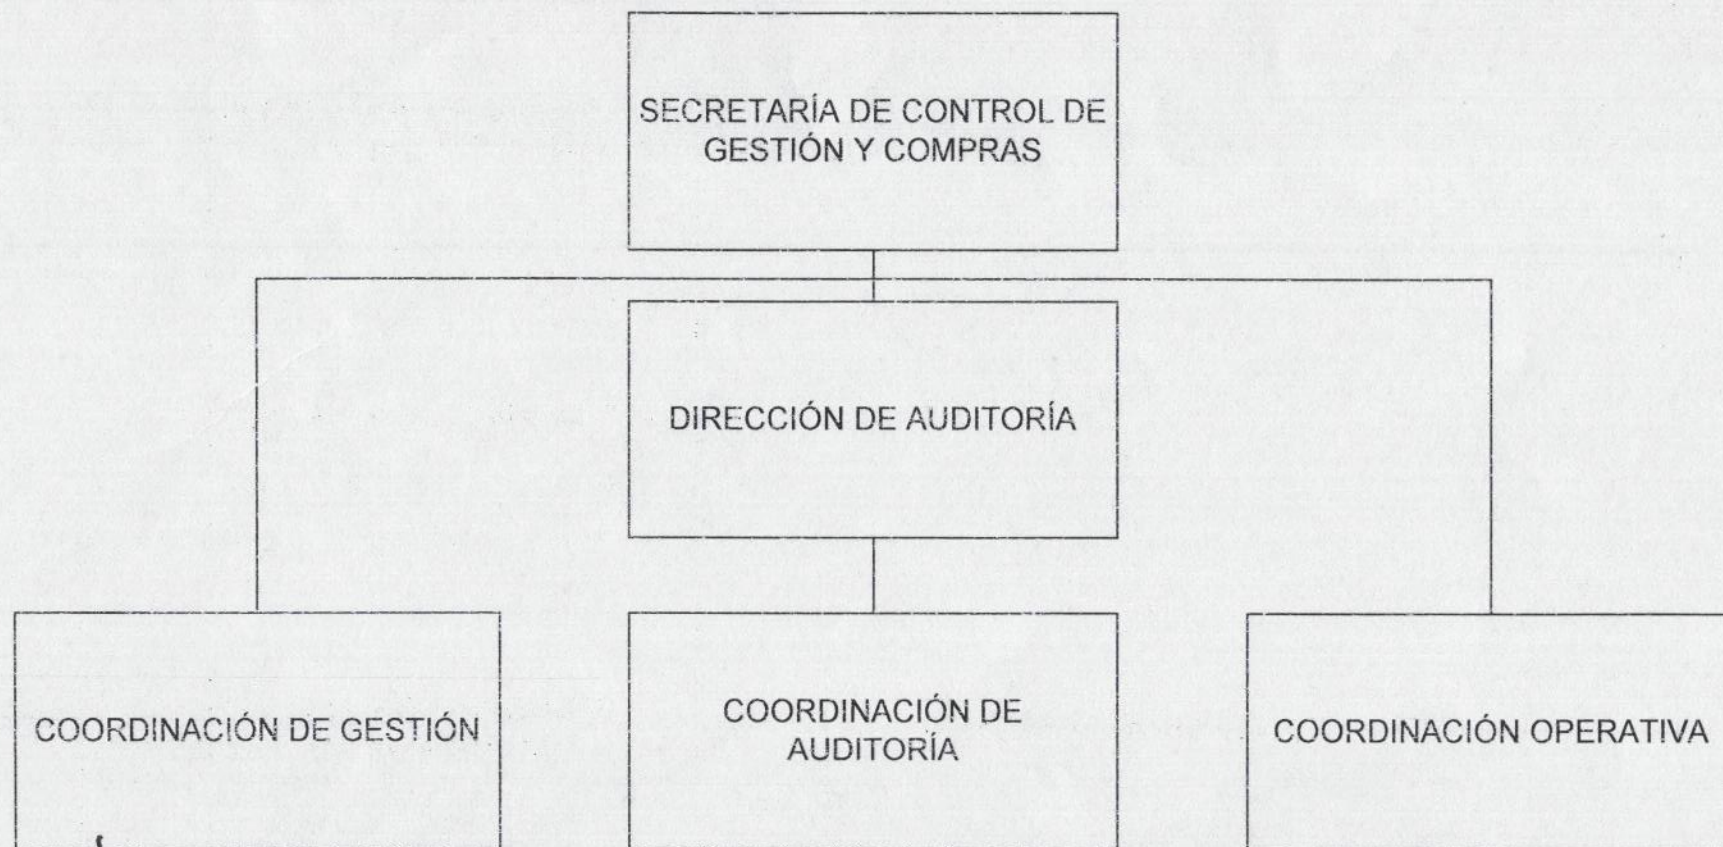 SECRETARÍA DE CONTROL DE
GESTIÓN Y COMPRAS
DIRECCIÓN DE AUDITORÍA
COORDINACIÓN DE GESTIÓN
COORDINACIÓN DE
AUDITORÍA
COORDINACIÓN OPERATIVA